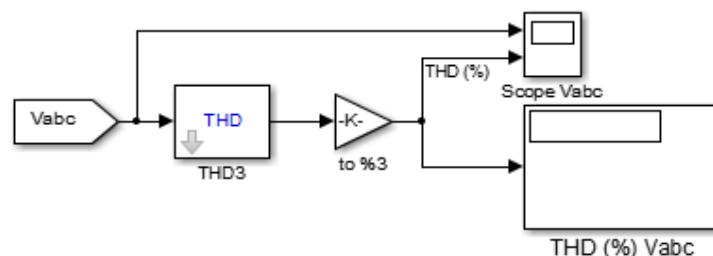 THD (%)
Scope Vabc
Vabc
THD
THD3
-K-
to %3
THD (%) Vabc